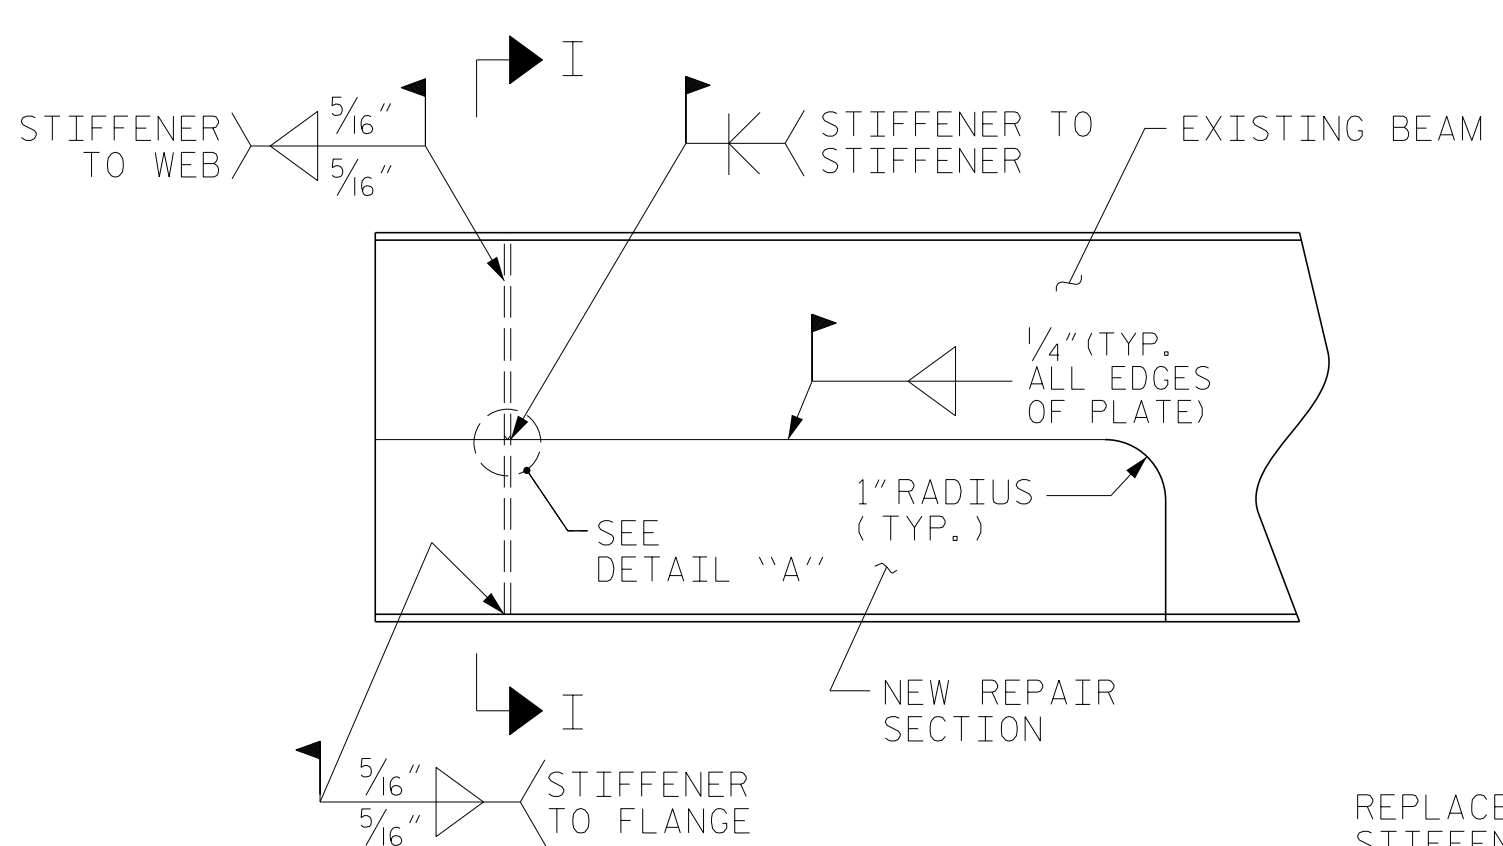 I
STIFFENER
TO WEB
5/16"
5/16"
STIFFENER TO
STIFFENER
EXISTING BEAM
1/4" (TYP.
ALL EDGES
OF PLATE)
1" RADIUS
(TYP.)
SEE
DETAIL "A"
NEW REPAIR
SECTION
I
5/16"
5/16"
STIFFENER
TO FLANGE
REPLACE